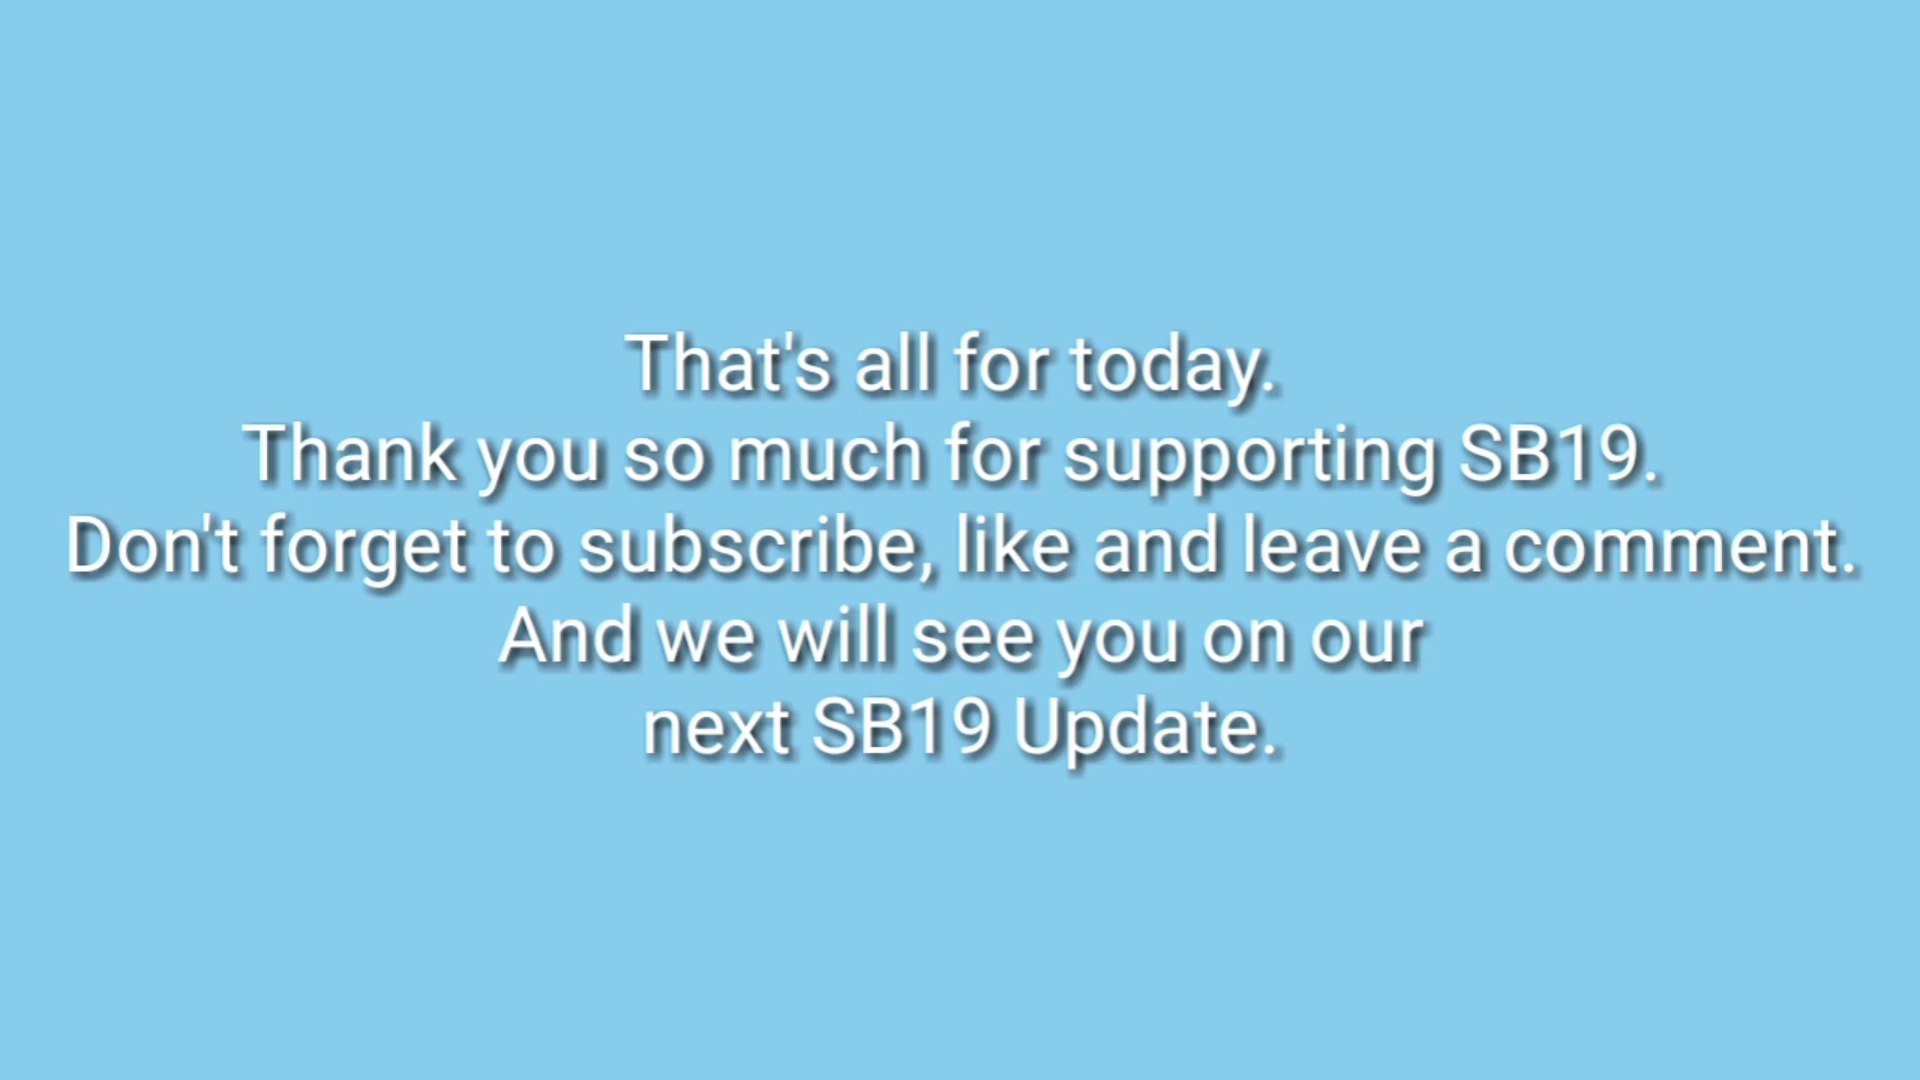 That's all for today.
Thank you so much for supporting SB19.
Don't forget to subscribe, like and leave a comment.
And we will see you on our
next SB19 Update.